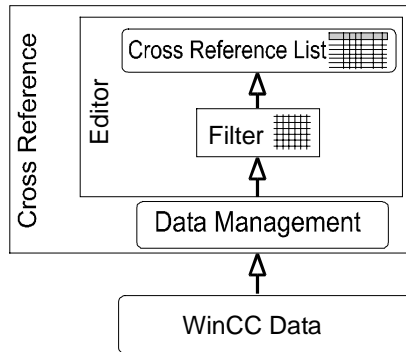 Cross Reference
Editor
Cross Reference List
Filter
Data Management
WinCC Data